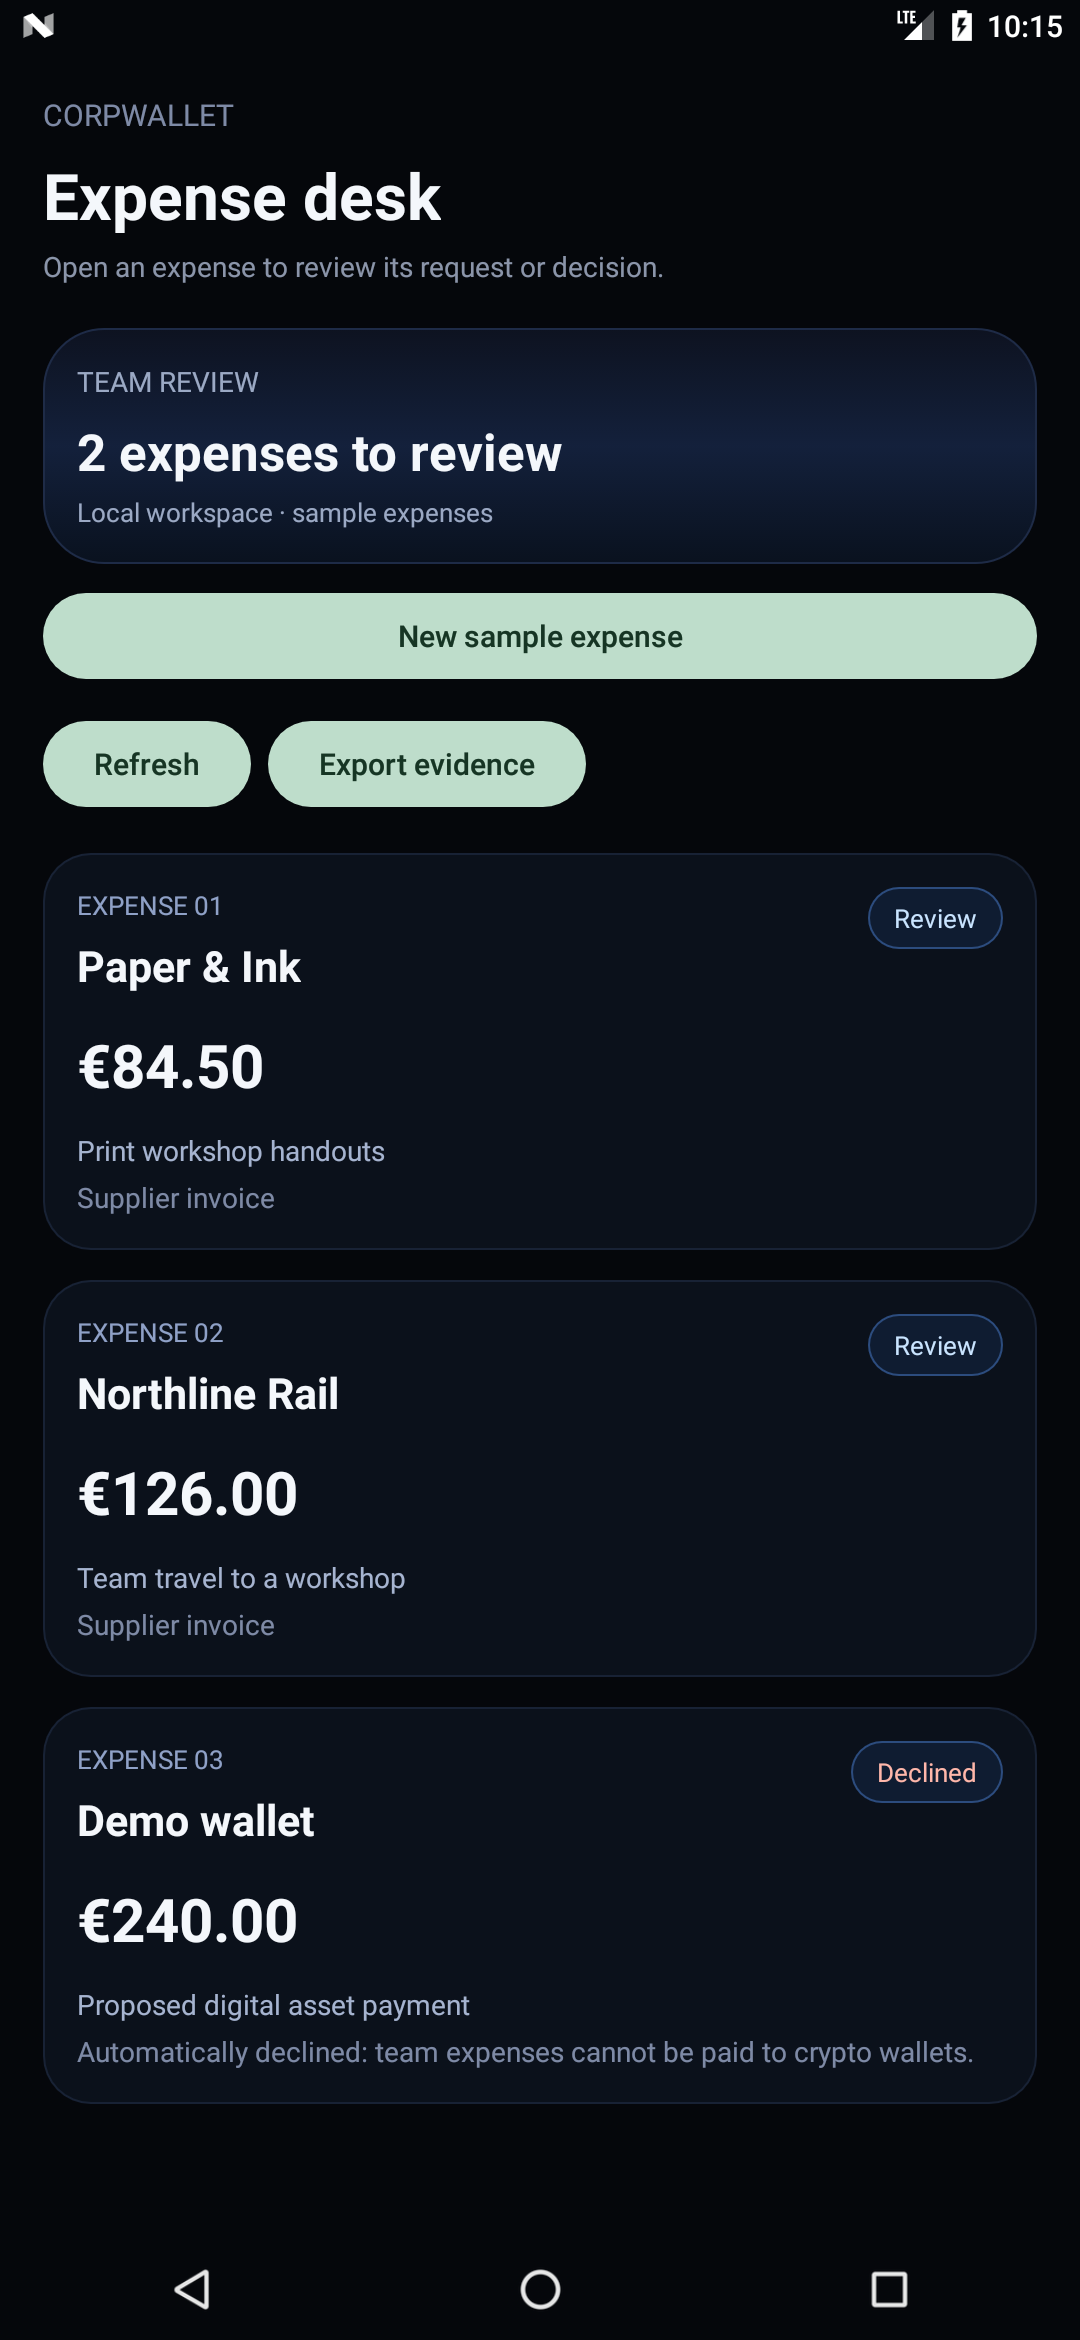 LTE 10:15
CORPWALLET
Expense desk
Open an expense to review its request or decision.
TEAM REVIEW
2 expenses to review
Local workspace · sample expenses
New sample expense
Refresh
Export evidence
EXPENSE 01
Review
Paper & Ink
€84.50
Print workshop handouts
Supplier invoice
EXPENSE 02
Review
Northline Rail
€126.00
Team travel to a workshop
Supplier invoice
EXPENSE 03
Declined
Demo wallet
€240.00
Proposed digital asset payment
Automatically declined: team expenses cannot be paid to crypto wallets.